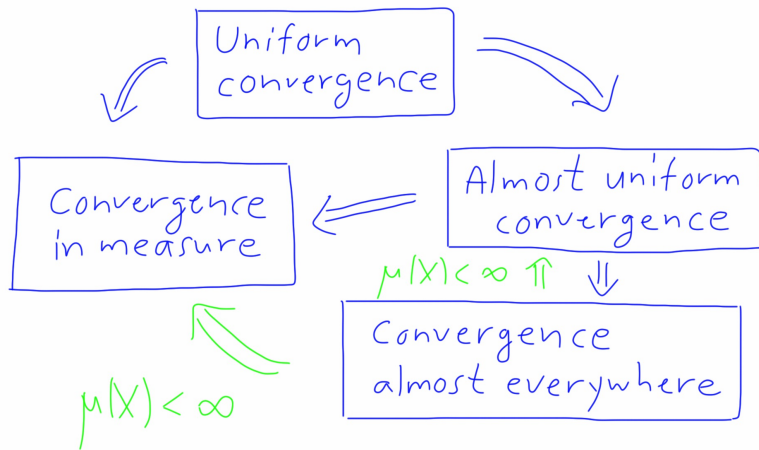 Uniform
convergence
Convergence
in measure
Almost uniform
convergence
μ(X) < ∞ ⇑ ⇓
Convergence
almost everywhere
μ(X) < ∞